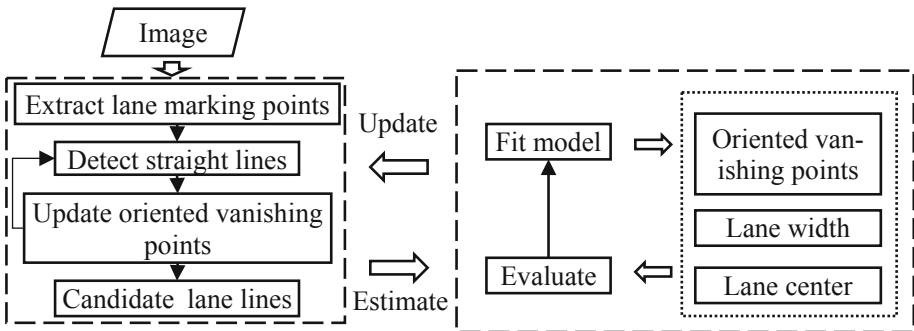 Image
Extract lane marking points
Detect straight lines
Update oriented vanishing
points
Candidate lane lines
Update
Estimate
Fit model
Evaluate
Oriented van-
ishing points
Lane width
Lane center